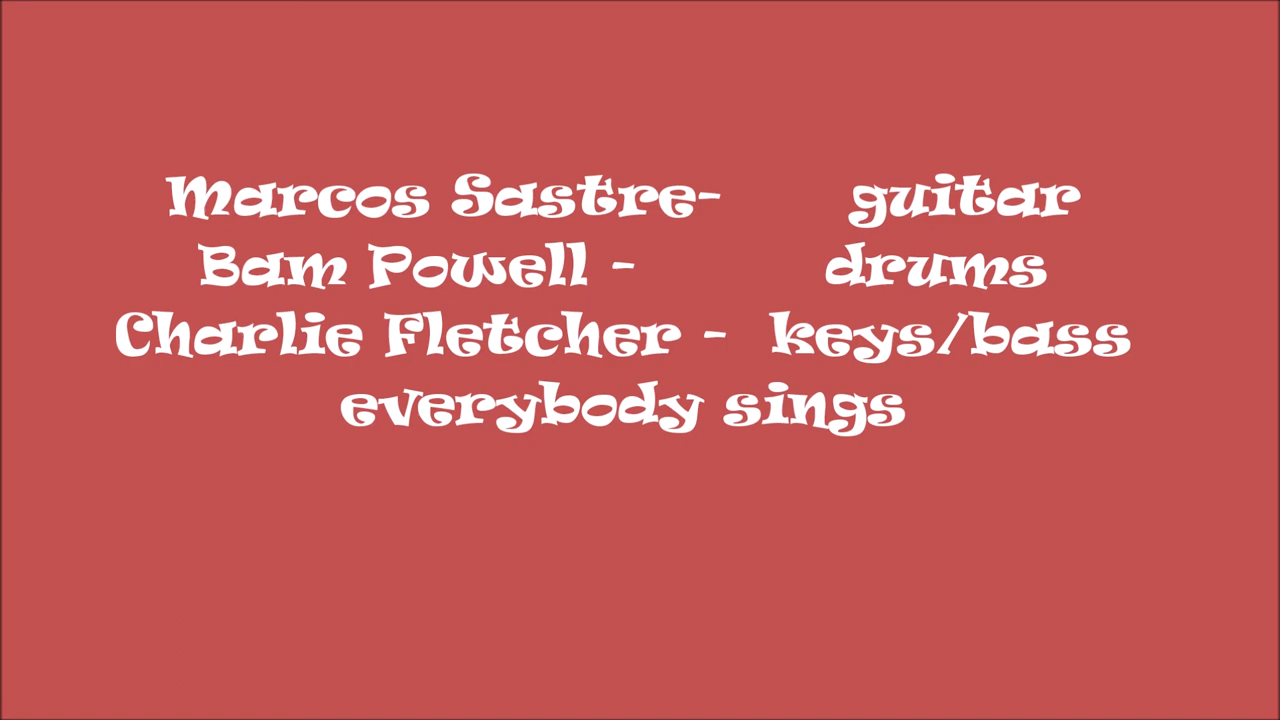 Marcos Sastre- guitar
Bam Powell - drums
Charlie Fletcher - keys/bass
everybody sings